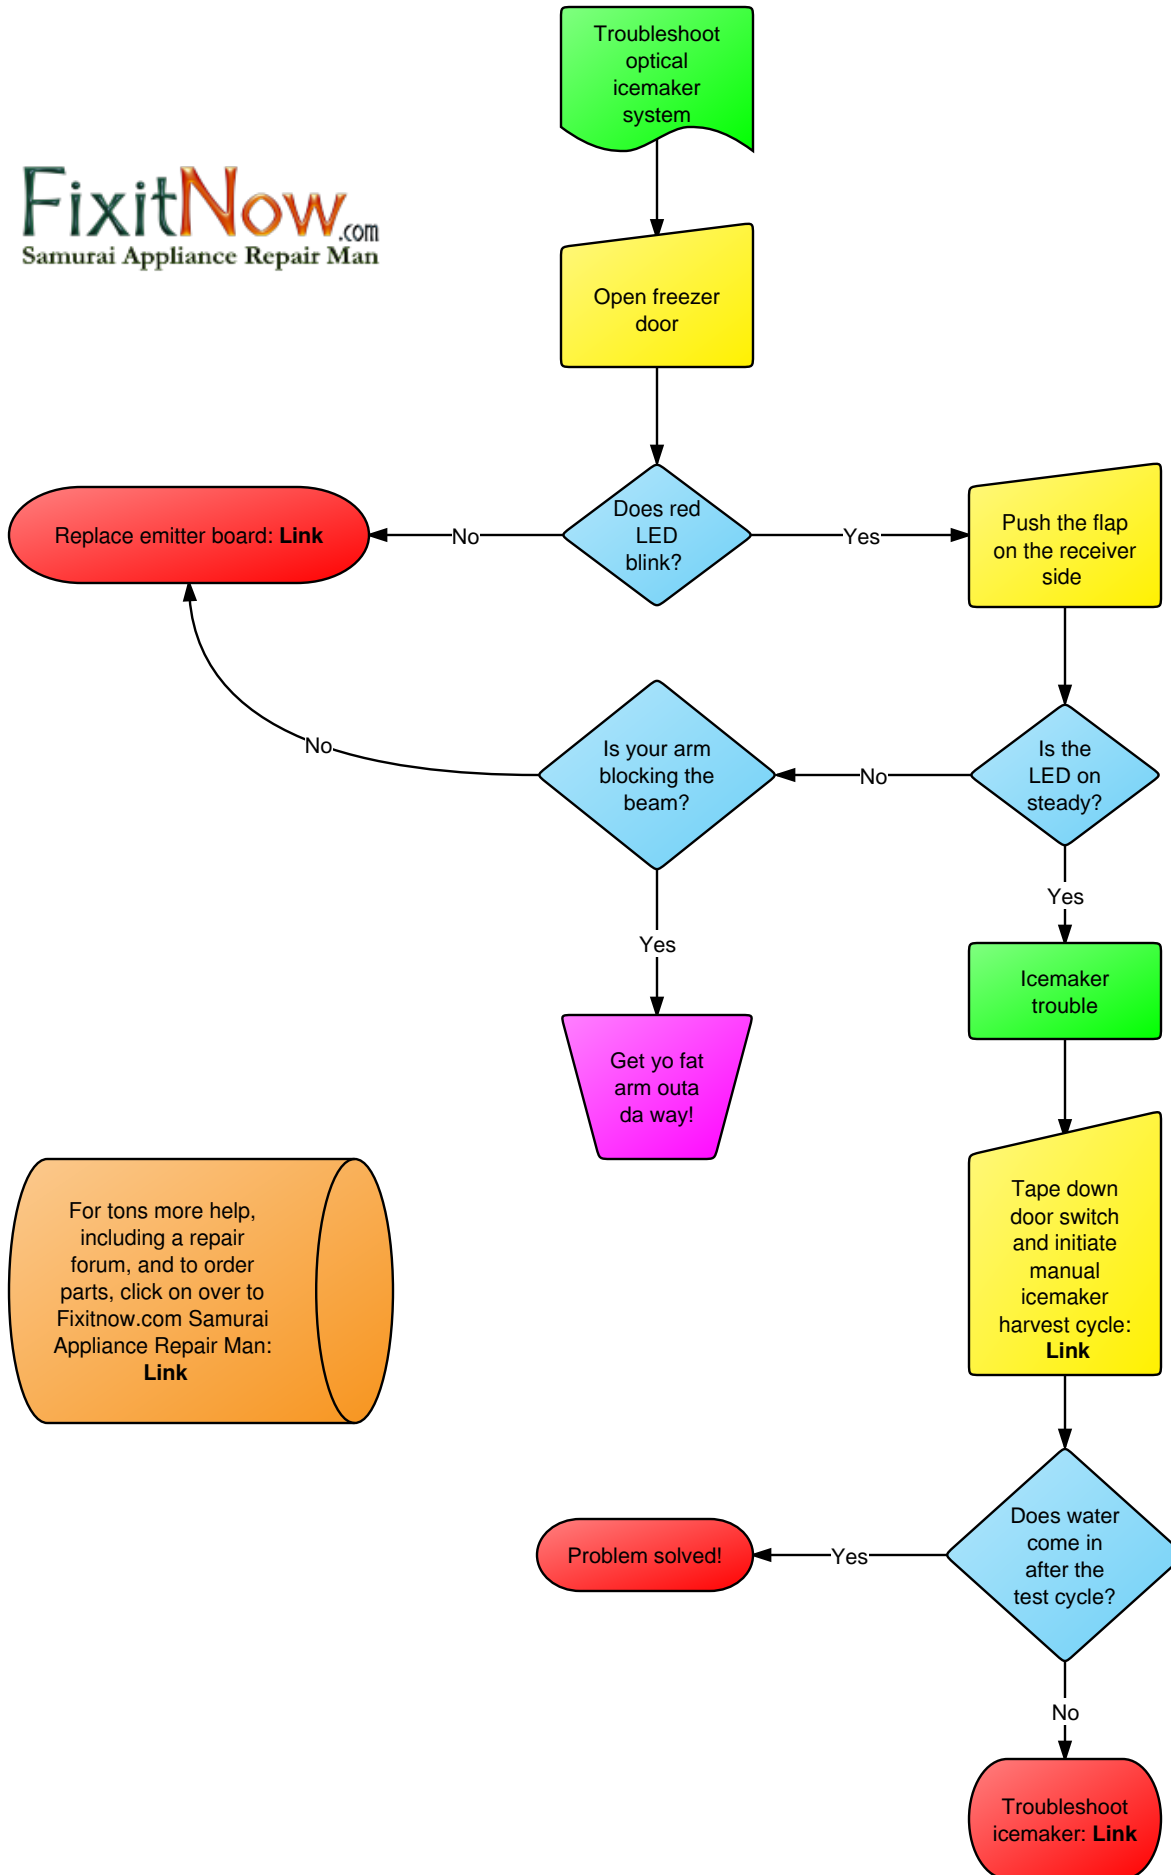 Troubleshoot
optical
icemaker
system
FixitNow.com
Samurai Appliance Repair Man
Open freezer
door
Does red
LED
blink?
No
Yes
Replace emitter board: Link
Push the flap
on the receiver
side
Is the
LED on
steady?
No
Is your arm
blocking the
beam?
No
Yes
Get yo fat
arm outa
da way!
Yes
Icemaker
trouble
Tape down
door switch
and initiate
manual
icemaker
harvest cycle:
Link
For tons more help,
including a repair
forum, and to order
parts, click on over to
Fixitnow.com Samurai
Appliance Repair Man:
Link
Does water
come in
after the
test cycle?
Yes
Problem solved!
No
Troubleshoot
icemaker: Link